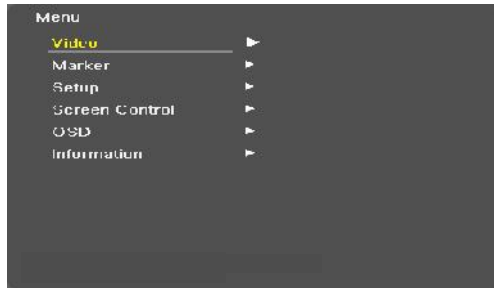 Menu
Video
Marker
Setup
Screen Control
OSD
Information